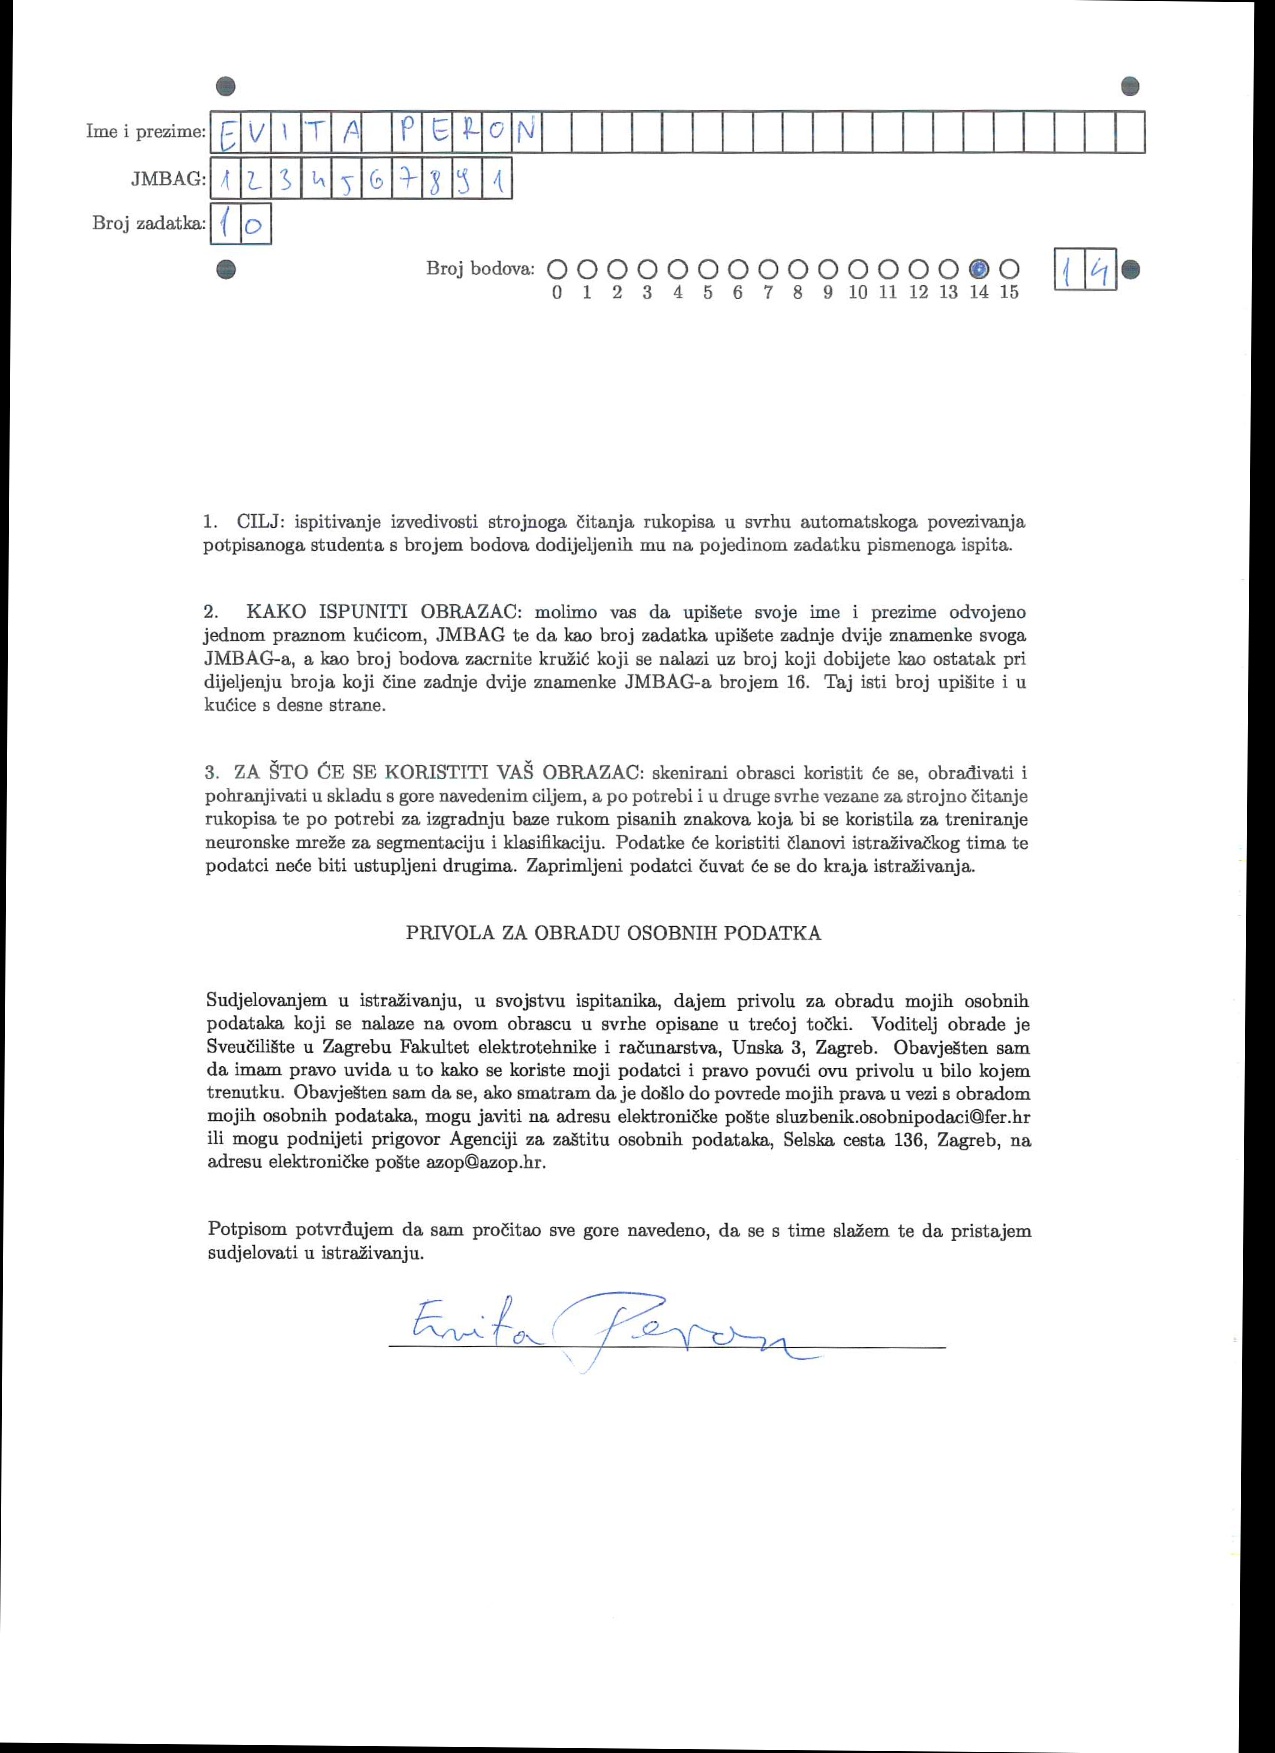 Ime i prezime: EVITA PERON
JMBAG: 1234567891
Broj zadatka: 10
Broj bodova: 14
0 1 2 3 4 5 6 7 8 9 10 11 12 13 14 15
1. CILJ: ispitivanje izvedivosti strojnoga čitanja rukopisa u svrhu automatskoga povezivanja
potpisanoga studenta s brojem bodova dodijeljenih mu na pojedinom zadatku pismenoga ispita.
2. KAKO ISPUNITI OBRAZAC: molimo vas da upišete svoje ime i prezime odvojeno
jednom praznom kućicom, JMBAG te da kao broj zadatka upišete zadnje dvije znamenke svoga
JMBAG-a, a kao broj bodova zacrnite kružić koji se nalazi uz broj koji dobijete kao ostatak pri
dijeljenju broja koji čine zadnje dvije znamenke JMBAG-a brojem 16. Taj isti broj upišite i u
kućice s desne strane.
3. ZA ŠTO ĆE SE KORISTITI VAŠ OBRAZAC: skenirani obrasci koristit će se, obrađivati i
pohranjivati u skladu s gore navedenim ciljem, a po potrebi i u druge svrhe vezane za strojno čitanje
rukopisa te po potrebi za izgradnju baze rukom pisanih znakova koja bi se koristila za treniranje
neuronske mreže za segmentaciju i klasifikaciju. Podatke će koristiti članovi istraživačkog tima te
podatci neće biti ustupljeni drugima. Zaprimljeni podatci čuvat će se do kraja istraživanja.
PRIVOLA ZA OBRADU OSOBNIH PODATKA
Sudjelovanjem u istraživanju, u svojstvu ispitanika, dajem privolu za obradu mojih osobnih
podataka koji se nalaze na ovom obrascu u svrhe opisane u trećoj točki. Voditelj obrade je
Sveučilište u Zagrebu Fakultet elektrotehnike i računarstva, Unska 3, Zagreb. Obavješten sam
da imam pravo uvida u to kako se koriste moji podatci i pravo povući ovu privolu u bilo kojem
trenutku. Obavješten sam da se, ako smatram da je došlo do povrede mojih prava u vezi s obradom
mojih osobnih podataka, mogu javiti na adresu elektroničke pošte sluzbenik.osobnipodaci@fer.hr
ili mogu podnijeti prigovor Agenciji za zaštitu osobnih podataka, Selska cesta 136, Zagreb, na
adresu elektroničke pošte azop@azop.hr.
Potpisom potvrđujem da sam pročitao sve gore navedeno, da se s time slažem te da pristajem
sudjelovati u istraživanju.
Evita Peron